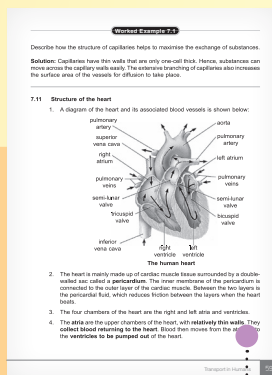 Worked Example 7.1
Describe how the structure of capillaries helps to maximise the exchange of substances.
Solution: Capillaries have thin walls that are only one-cell thick. Hence, substances can
move across the capillary walls easily. The extensive branching of capillaries also increases
the surface area of the vessels for diffusion to take place.
7.11 Structure of the heart
1. A diagram of the heart and its associated blood vessels is shown below:
pulmonary
artery
superior
vena cava
right
atrium
pulmonary
veins
semi-lunar
valve
tricuspid
valve
inferior
vena cava
aorta
pulmonary
artery
left atrium
pulmonary
veins
semi-lunar
valve
bicuspid
valve
right
ventricle
left
ventricle
The human heart
2. The heart is mainly made up of cardiac muscle tissue surrounded by a double-
walled sac called a pericardium. The inner membrane of the pericardium is
connected to the outer layer of the cardiac muscle. Between the two layers is
the pericardial fluid, which reduces friction between the layers when the heart
beats.
3. The four chambers of the heart are the right and left atria and ventricles.
4. The atria are the upper chambers of the heart, with relatively thin walls. They
collect blood returning to the heart. Blood then moves from the
the ventricles to be pumped out of the heart.
Transport in Humans